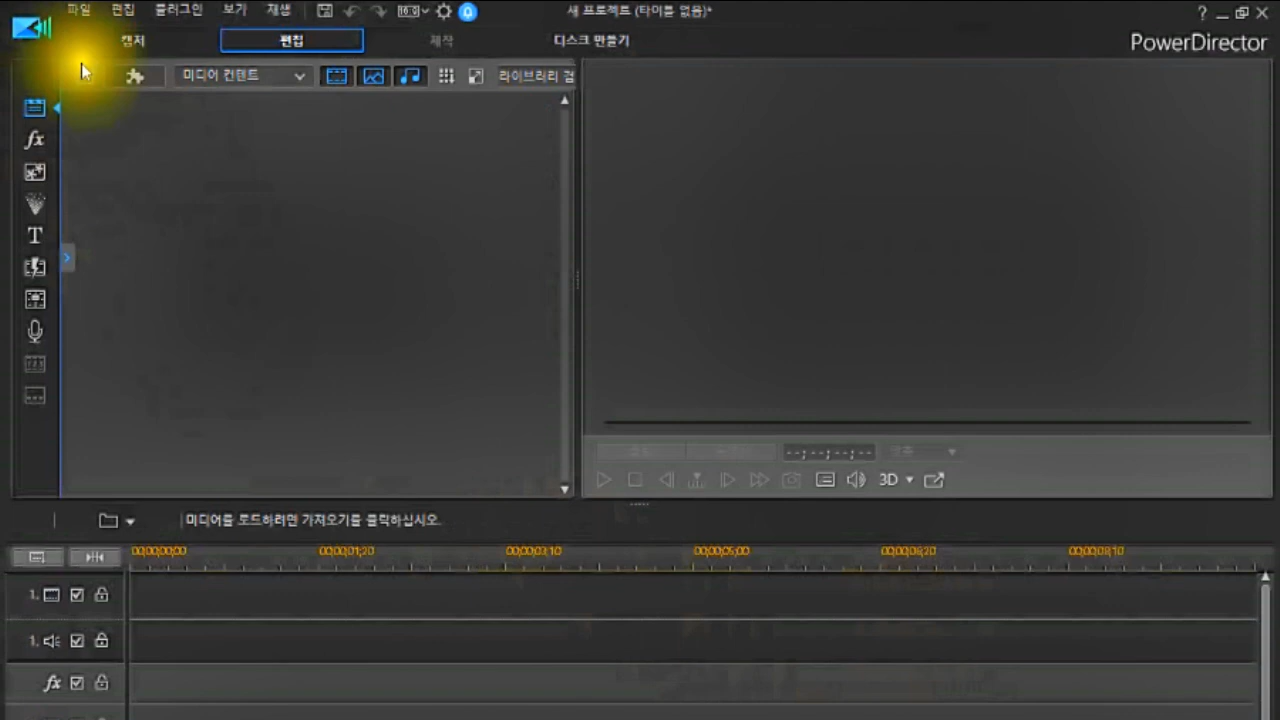 파일 편집 플러그인 보기 재생 새 프로젝트 (타이틀 없음)* ?
캡처 편집 제작 디스크 만들기 PowerDirector
미디어 컨텐트 라이브러리 검
fx
T
--;--;--;-- 3D
미디어를 로드하려면 가져오기를 클릭하십시오.
00;00;00;00 00;00;01;20 00;00;03;10 00;00;05;00 00;00;06;20 00;00;08;10
1.
1.
fx